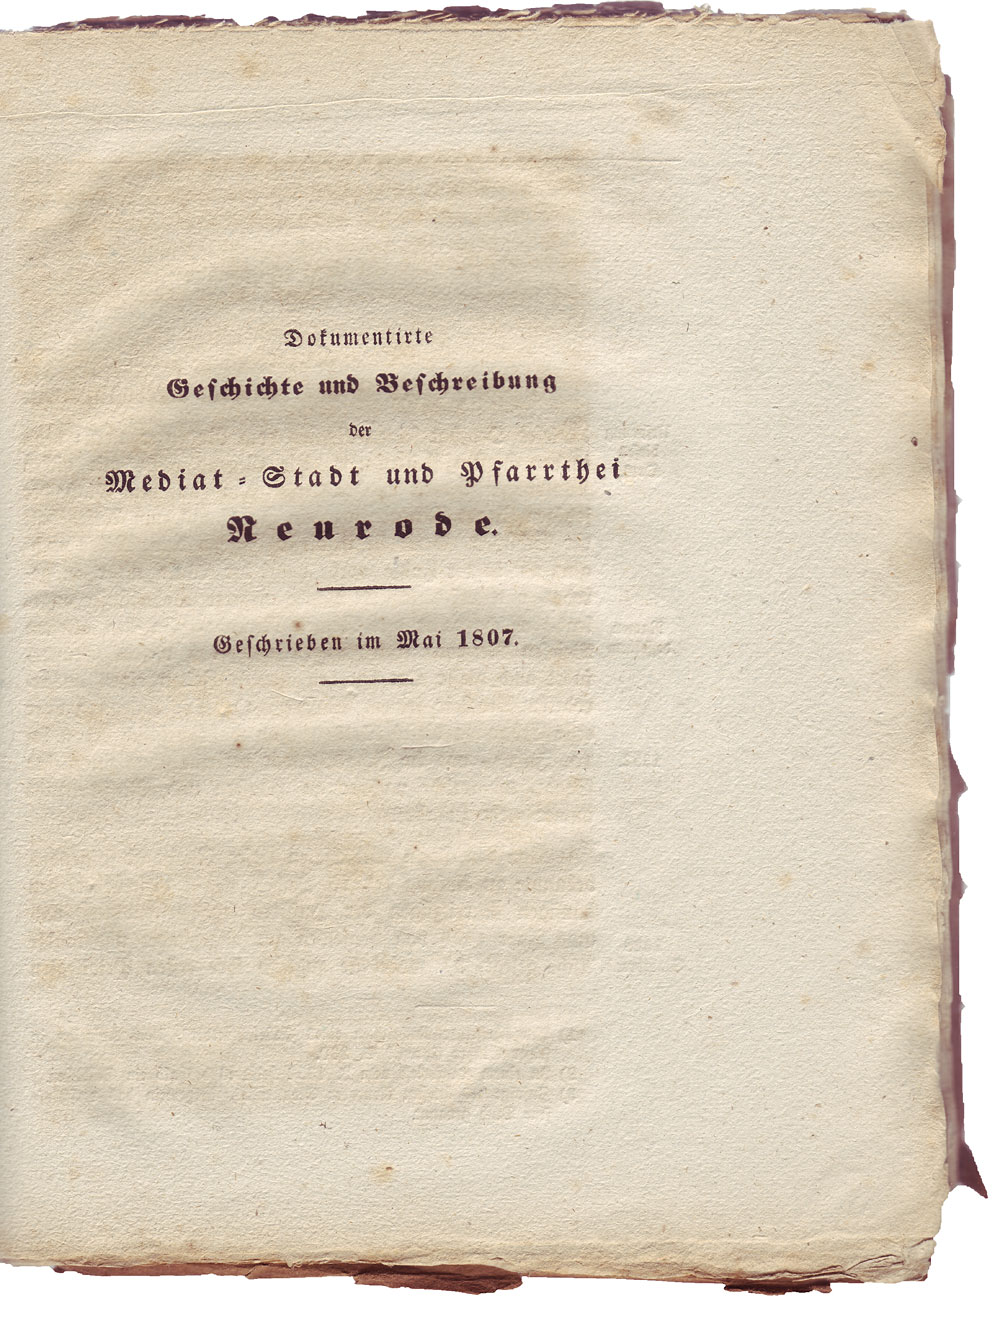 Dokumentirte
Geschichte und Beschreibung
der
Mediat-Stadt und Pfarrthei
Neurode.
Geschrieben im Mai 1807.